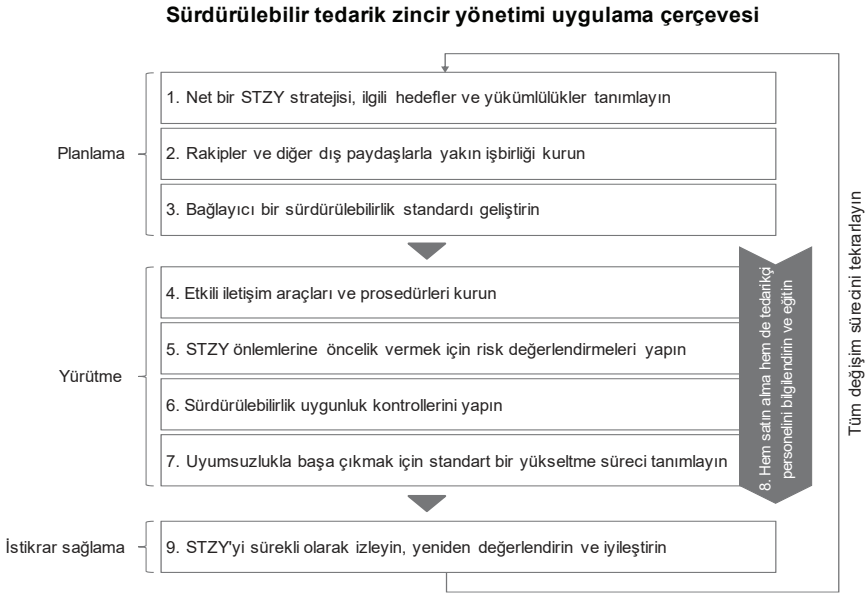 Sürdürülebilir tedarik zincir yönetimi uygulama çerçevesi
Planlama
1. Net bir STZY stratejisi, ilgili hedefler ve yükümlülükler tanımlayın
2. Rakipler ve diğer dış paydaşlarla yakın işbirliği kurun
3. Bağlayıcı bir sürdürülebilirlik standardı geliştirin
Yürütme
4. Etkili iletişim araçları ve prosedürleri kurun
5. STZY önlemlerine öncelik vermek için risk değerlendirmeleri yapın
6. Sürdürülebilirlik uygunluk kontrollerini yapın
7. Uyumsuzlukla başa çıkmak için standart bir yükseltme süreci tanımlayın
8. Hem satın alma hem de tedarikçi
personelini bilgilendirin ve eğitin
İstikrar sağlama
9. STZY'yi sürekli olarak izleyin, yeniden değerlendirin ve iyileştirin
Tüm değişim sürecini tekrarlayın